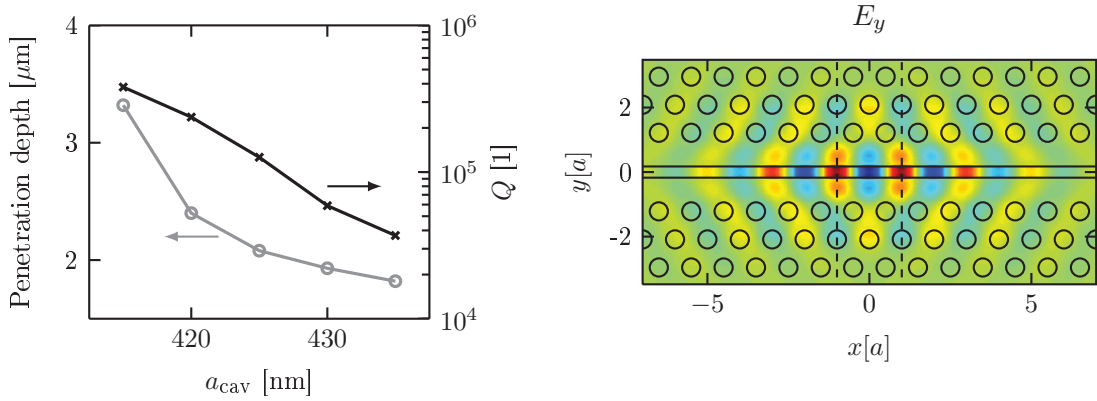 Penetration depth [μm]
4
3
2
420
430
a_cav [nm]
10^6
10^5
10^4
Q [1]
E_y
y[a]
2
0
-2
−5
0
5
x[a]